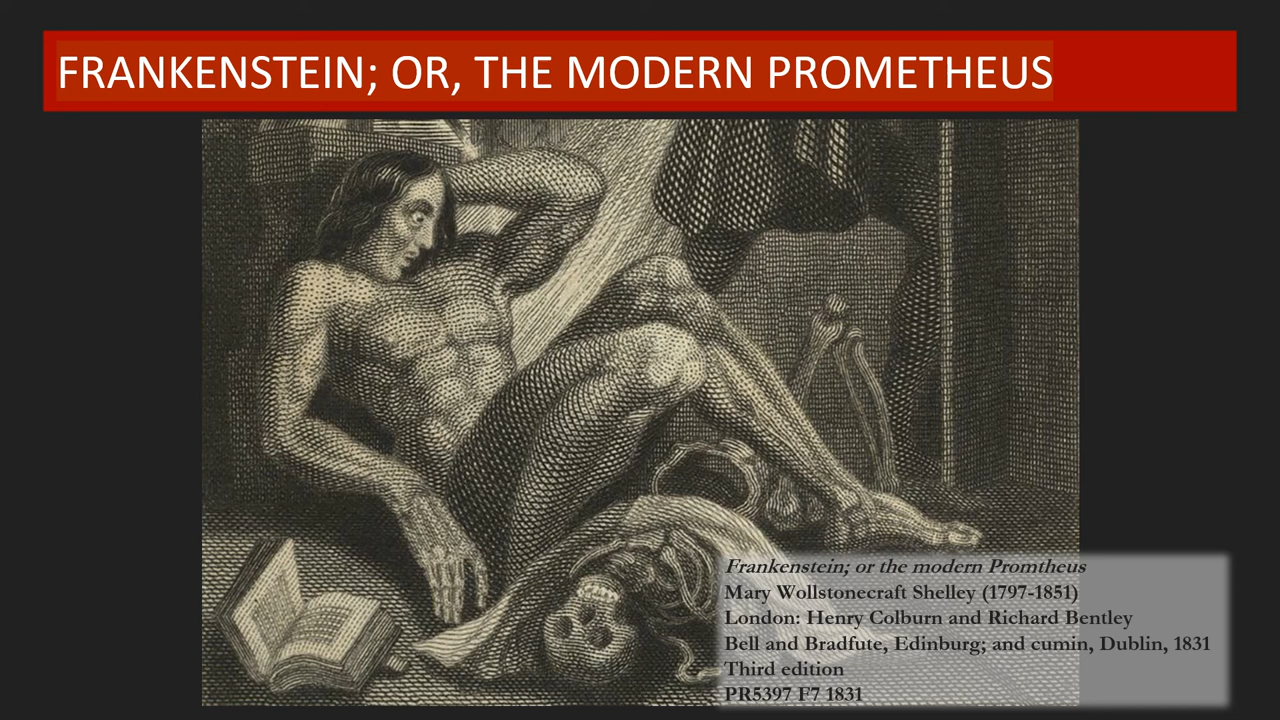 FRANKENSTEIN; OR, THE MODERN PROMETHEUS
Frankenstein; or the modern Promtheus
Mary Wollstonecraft Shelley (1797-1851)
London: Henry Colburn and Richard Bentley
Bell and Bradfute, Edinburg; and cumin, Dublin, 1831
Third edition
PR5397 F7 1831